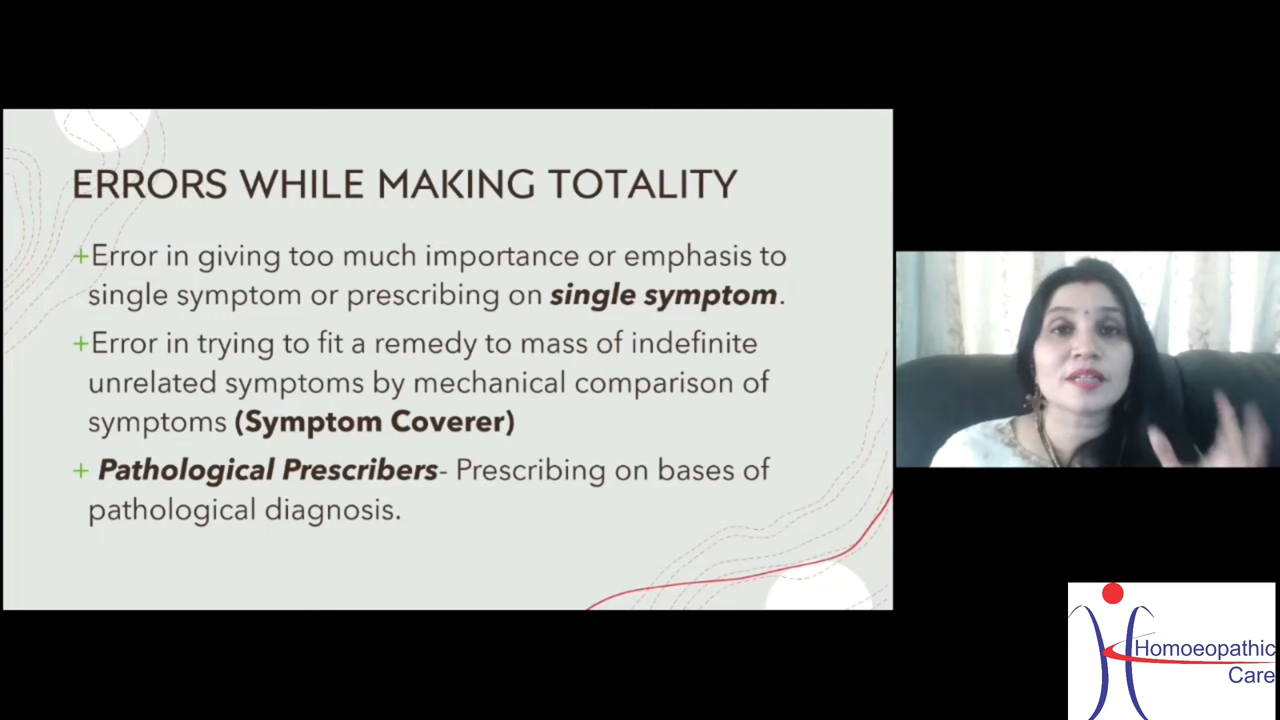 ERRORS WHILE MAKING TOTALITY
+Error in giving too much importance or emphasis to
single symptom or prescribing on single symptom.
+Error in trying to fit a remedy to mass of indefinite
unrelated symptoms by mechanical comparison of
symptoms (Symptom Coverer)
+ Pathological Prescribers- Prescribing on bases of
pathological diagnosis.
Homoeopathic
Care